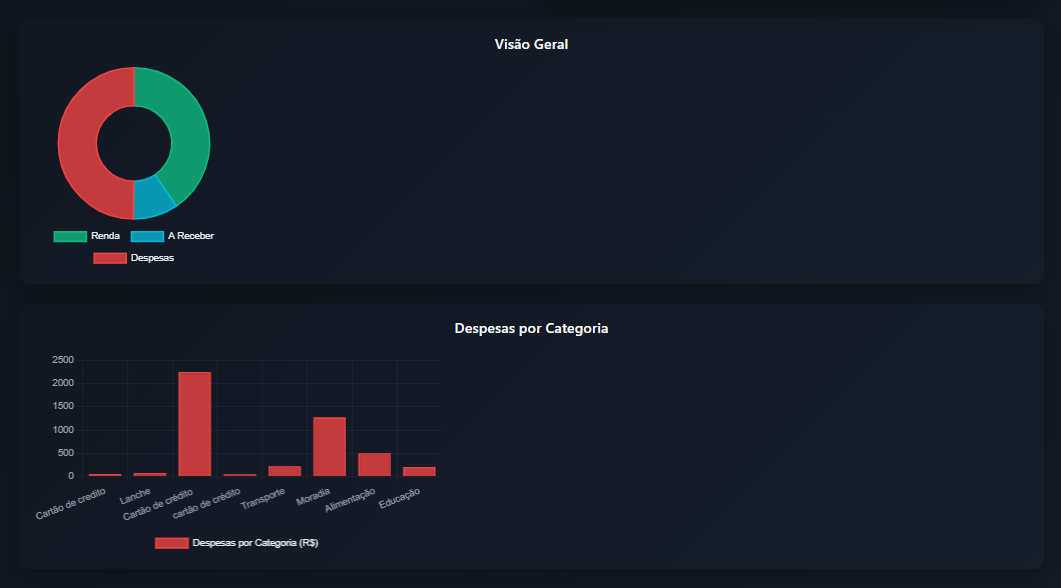 Visão Geral
Renda A Receber
Despesas
Despesas por Categoria
2500
2000
1500
1000
500
0
Cartão de credito Lanche Cartão de crédito cartão de crédito Transporte Moradia Alimentação Educação
Despesas por Categoria (R$)